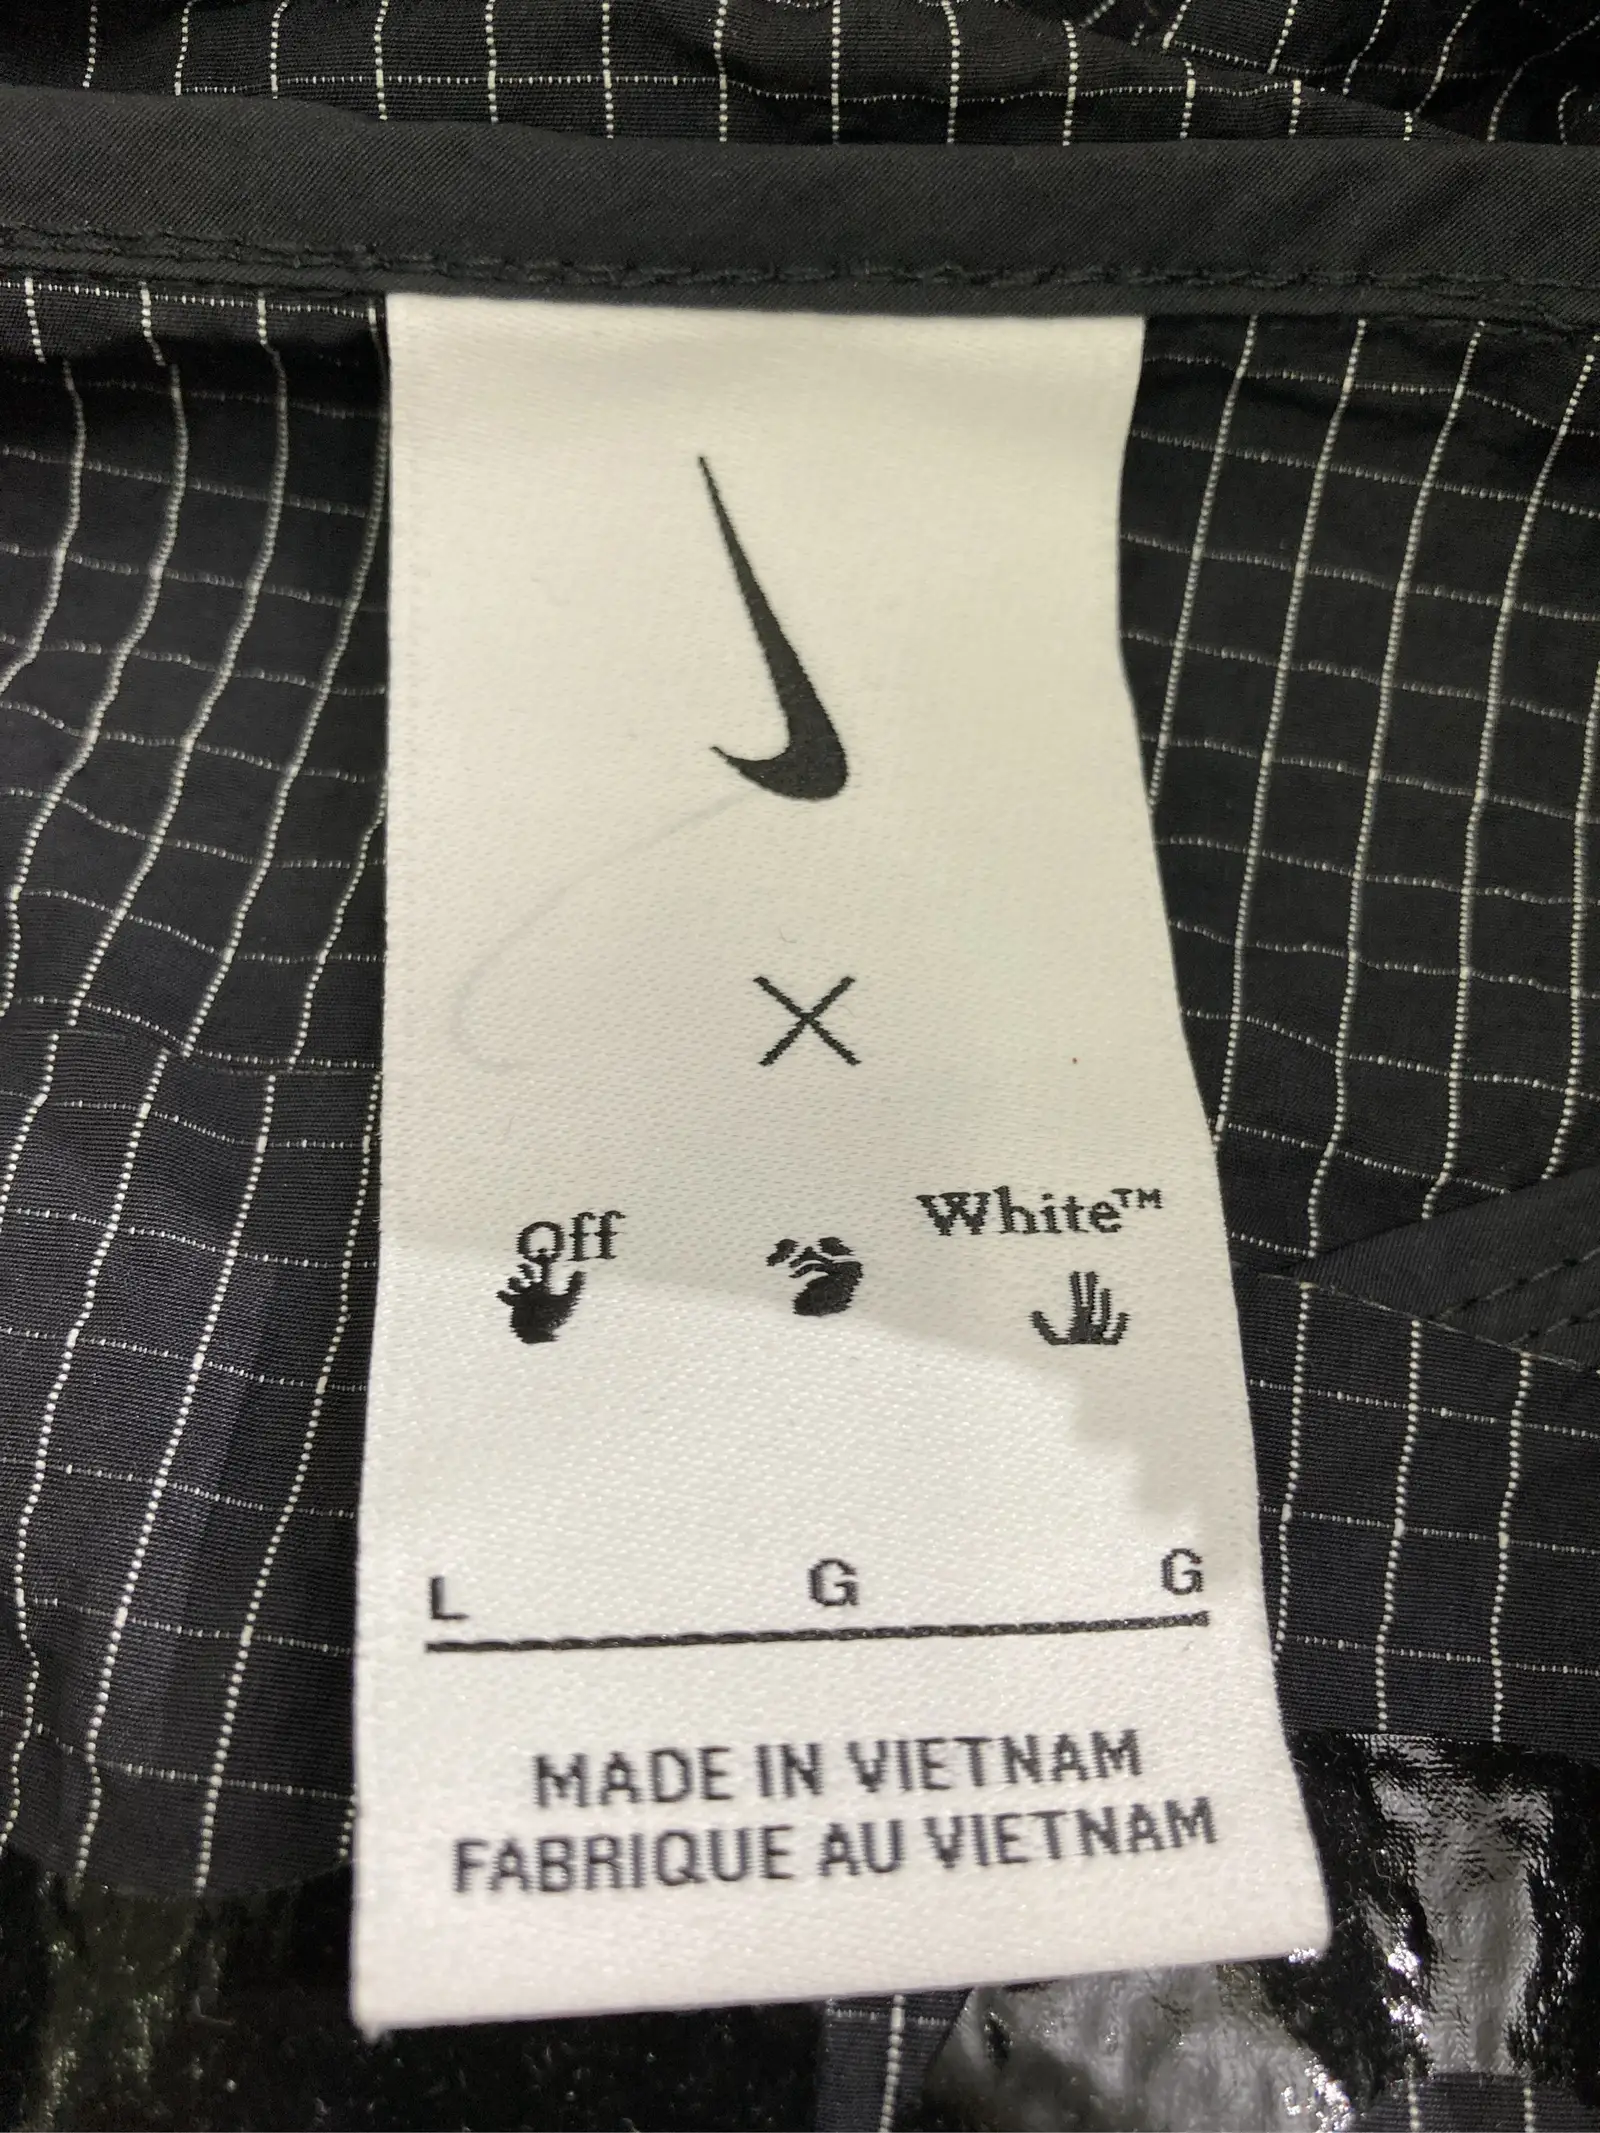 ×
Off White™
L G G
MADE IN VIETNAM
FABRIQUE AU VIETNAM